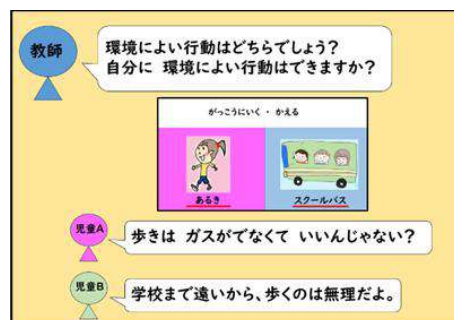 教師
環境によい行動はどちらでしょう?
自分に 環境によい行動はできますか?
がっこうにいく ・ かえる
あるき
スクールバス
児童A
歩きは ガスがでなくて いいんじゃない?
児童B
学校まで遠いから、歩くのは無理だよ。